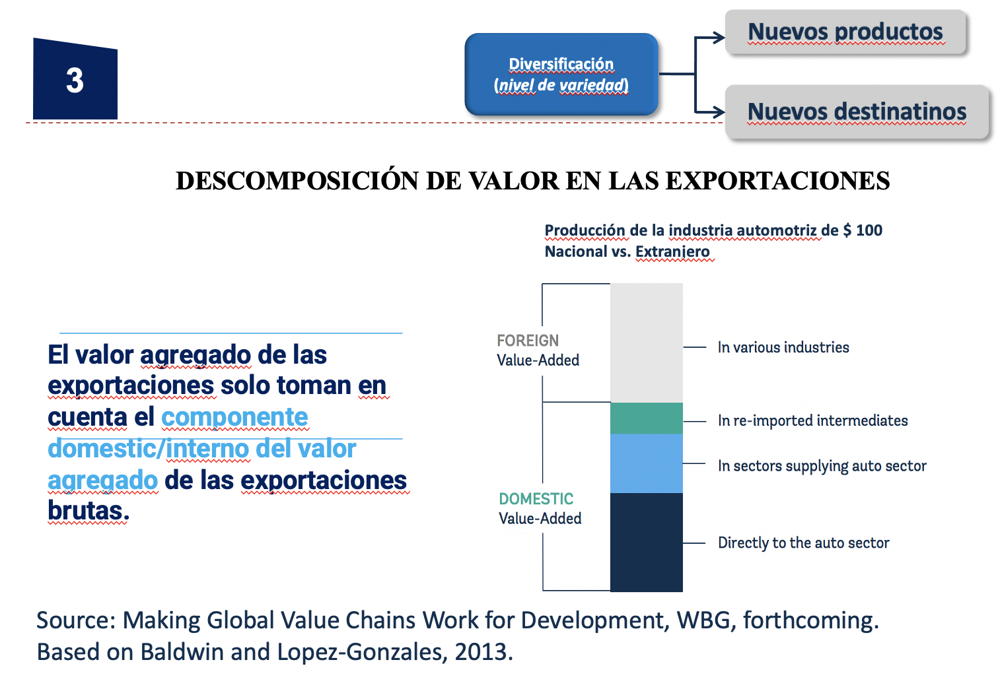 3
Diversificación
(nivel de variedad)
Nuevos productos
Nuevos destinatinos
DESCOMPOSICIÓN DE VALOR EN LAS EXPORTACIONES
El valor agregado de las
exportaciones solo toman en
cuenta el componente
domestic/interno del valor
agregado de las exportaciones
brutas.
Producción de la industria automotriz de $ 100
Nacional vs. Extranjero
FOREIGN
Value-Added
DOMESTIC
Value-Added
In various industries
In re-imported intermediates
In sectors supplying auto sector
Directly to the auto sector
Source: Making Global Value Chains Work for Development, WBG, forthcoming.
Based on Baldwin and Lopez-Gonzales, 2013.